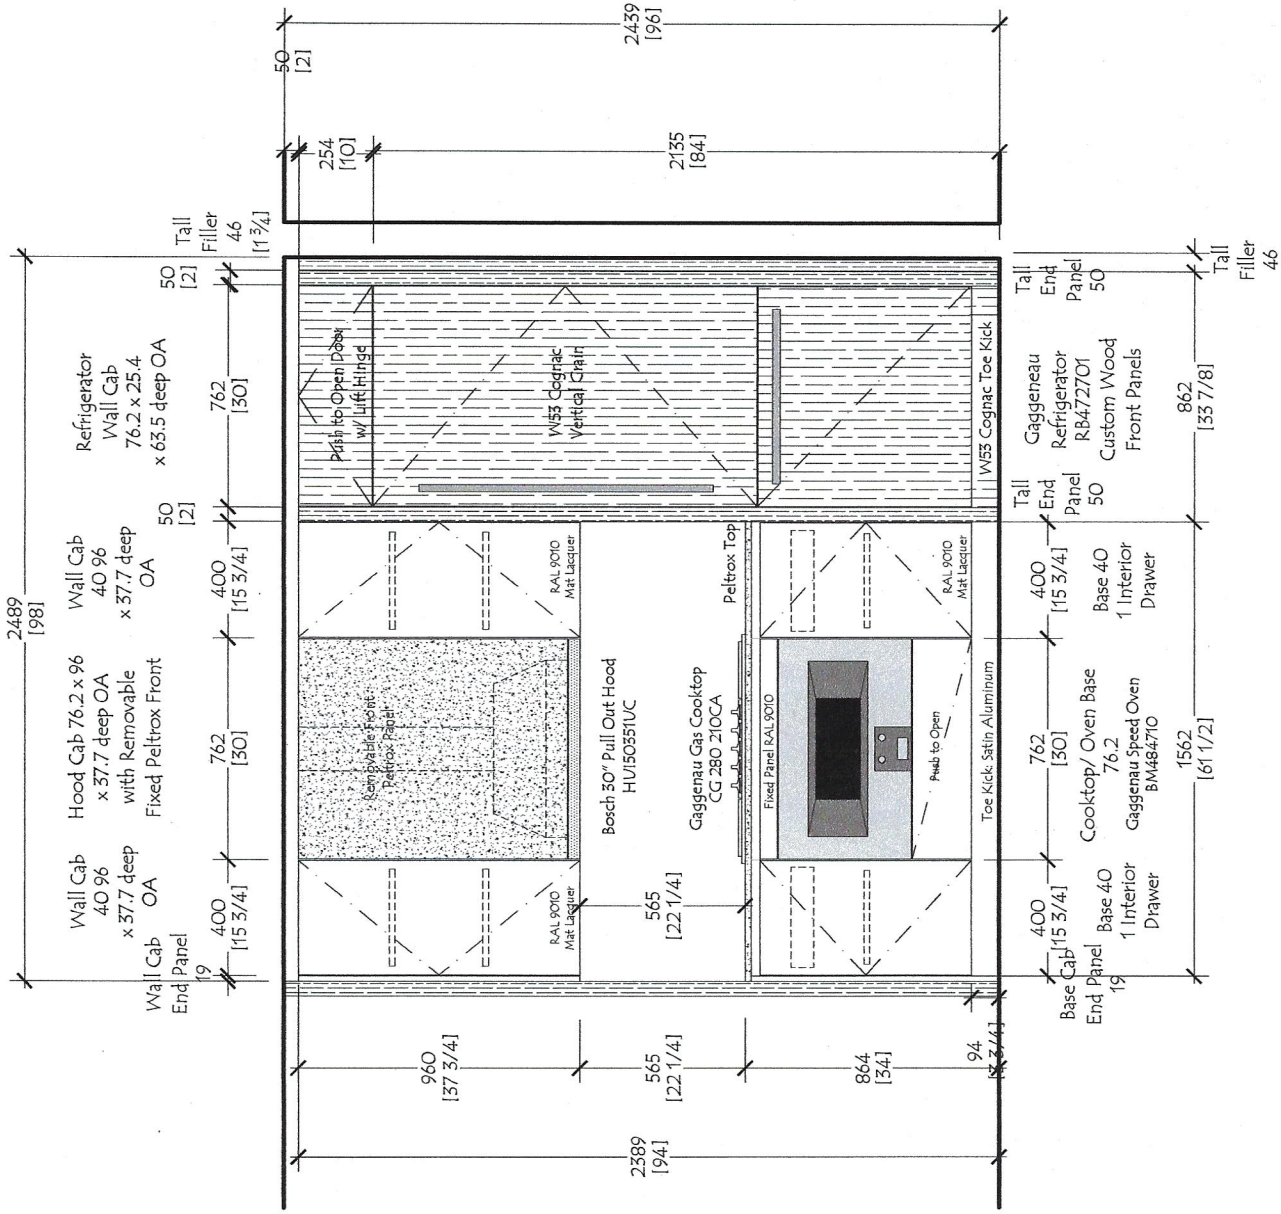 2489
[98]
Wall Cab
End Panel
19
Wall Cab
40 96
x 37.7 deep
OA
Hood Cab 76.2 x 96
x 37.7 deep OA
with Removable
Fixed Peltrox Front
Wall Cab
40 96
x 37.7 deep
OA
Refrigerator
Wall Cab
76.2 x 25.4
x 63.5 deep OA
Tall
Filler
46
[1 3/4]
400
[15 3/4]
762
[30]
400
[15 3/4]
50
[2]
762
[30]
50
[2]
50
[2]
254
[10]
2135
[84]
2439
[96]
2389
[94]
960
[37 3/4]
565
[22 1/4]
864
[34]
94
[3 3/4]
RAL 9010
Mat Lacquer
Removable Front
Peltrox Panel
RAL 9010
Mat Lacquer
Push to Open Door
w/ Lift Hinge
W53 Cognac
Vertical Grain
565
[22 1/4]
Bosch 30" Pull Out Hood
HUI50351UC
Gaggenau Gas Cooktop
CG 280 210CA
Peltrox Top
Fixed Panel RAL 9010
Push to Open
RAL 9010
Mat Lacquer
Toe Kick: Satin Aluminum
W53 Cognac Toe Kick
400
[15 3/4]
762
[30]
400
[15 3/4]
Base Cab
End Panel
19
Base 40
1 Interior
Drawer
Cooktop/ Oven Base
76.2
Gaggenau Speed Oven
BM484710
Base 40
1 Interior
Drawer
Tall
End
Panel
50
Gaggeneau
Refrigerator
RB472701
Custom Wood
Front Panels
Tall
End
Panel
50
1562
[61 1/2]
862
[33 7/8]
Tall
Filler
46